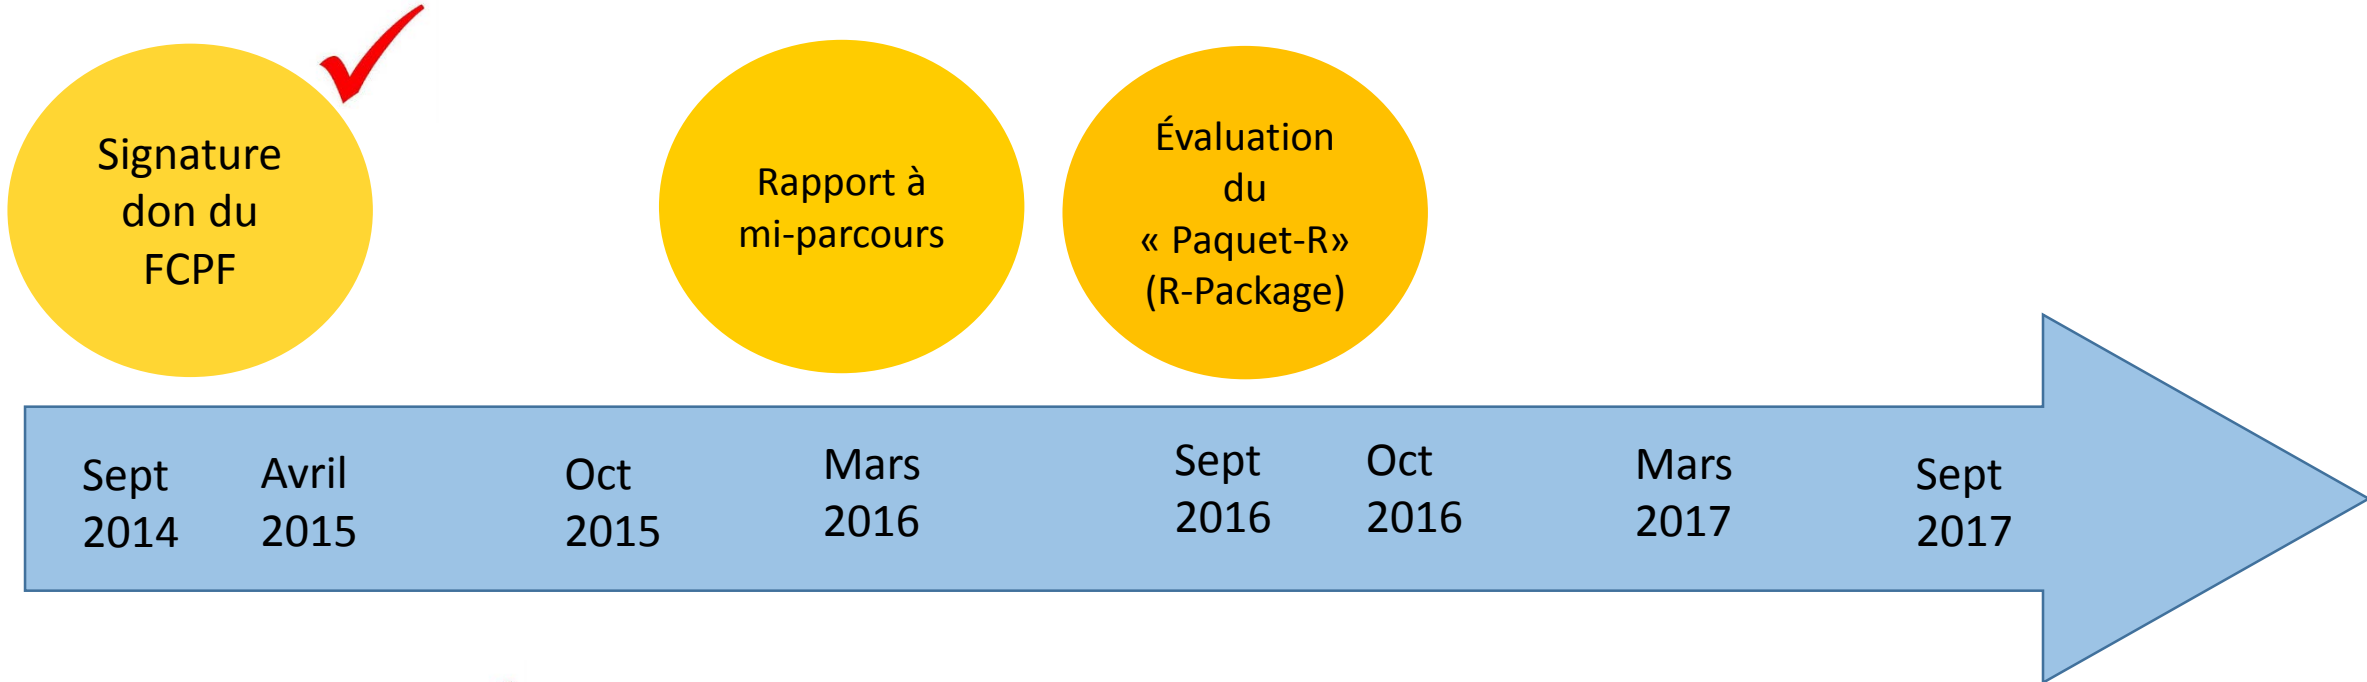 Signature
don du
FCPF
Rapport à
mi-parcours
Évaluation
du
« Paquet-R»
(R-Package)
Sept
2014
Avril
2015
Oct
2015
Mars
2016
Sept
2016
Oct
2016
Mars
2017
Sept
2017